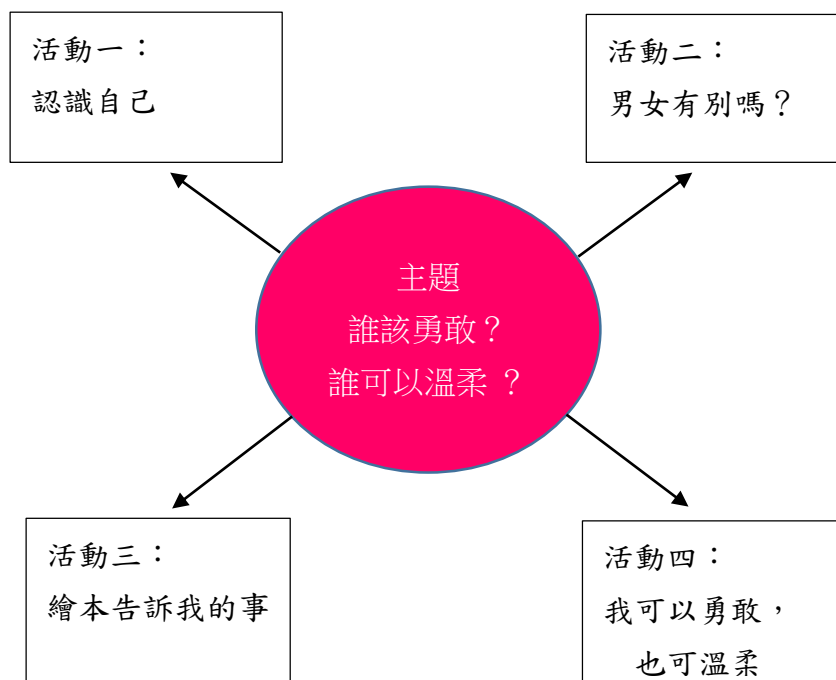 活動一：
認識自己
活動二：
男女有別嗎？
主題
誰該勇敢？
誰可以溫柔 ？
活動三：
繪本告訴我的事
活動四：
我可以勇敢，
也可溫柔